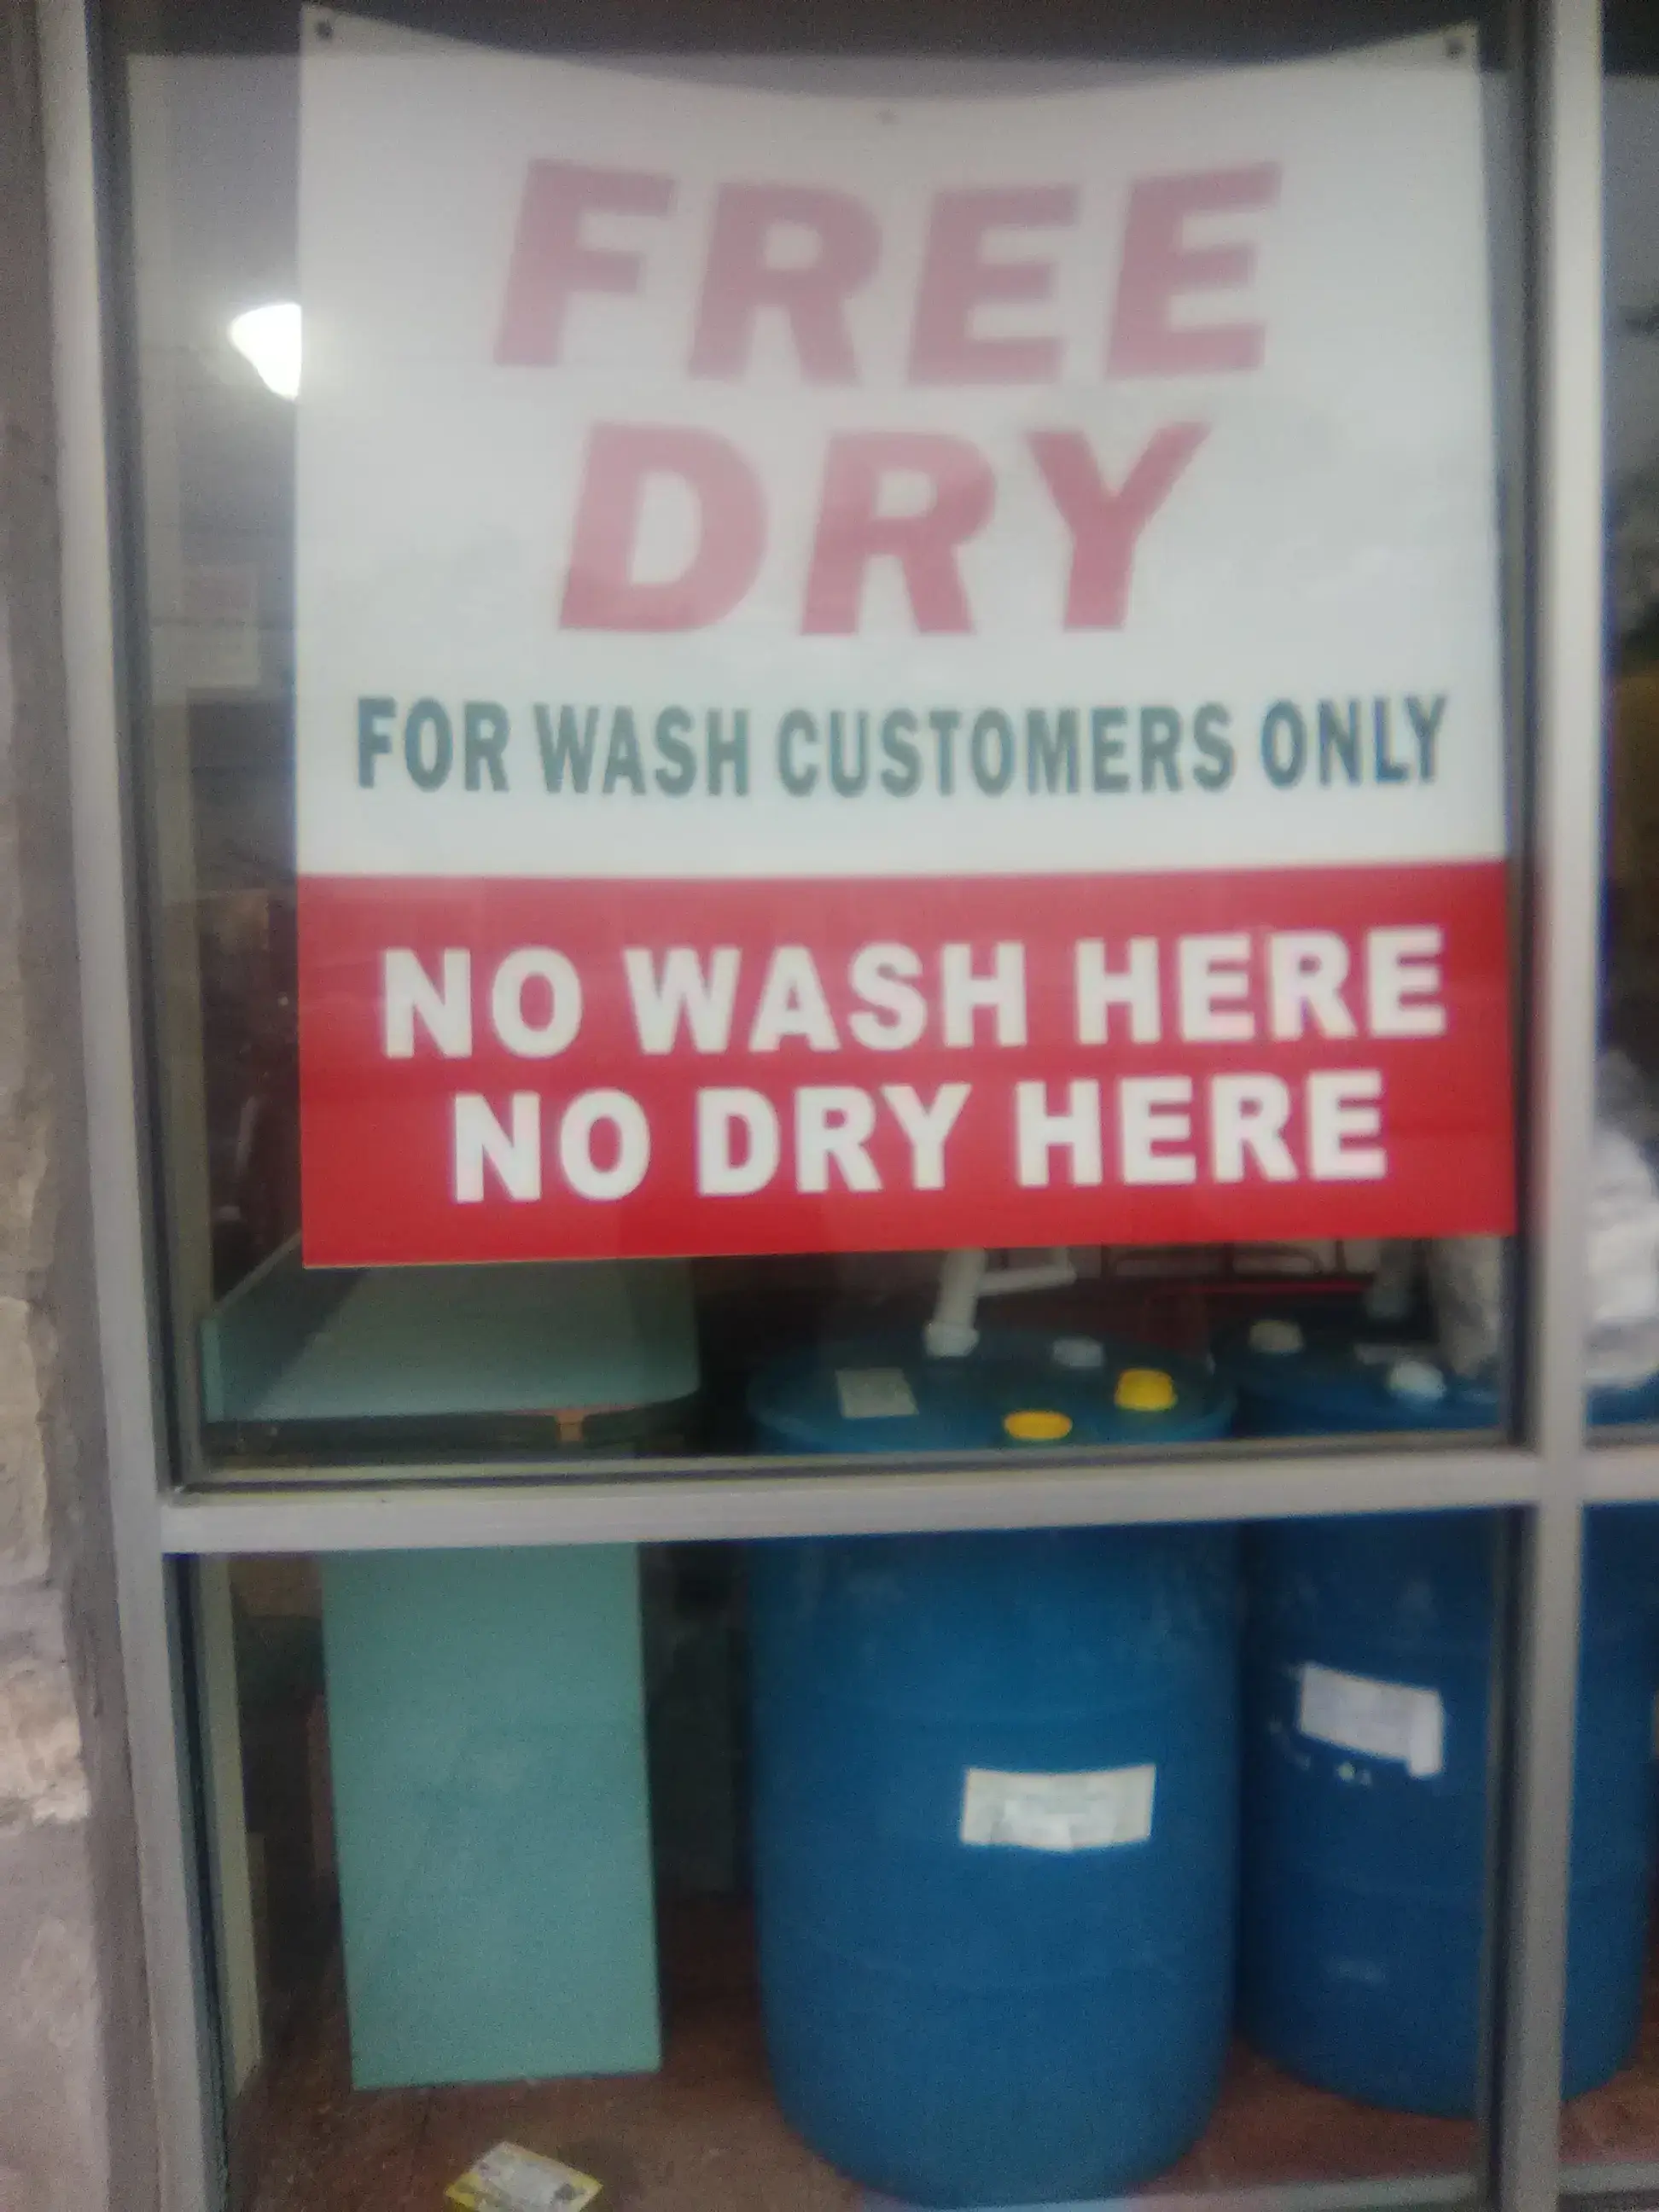 FREE
DRY
FOR WASH CUSTOMERS ONLY
NO WASH HERE
NO DRY HERE